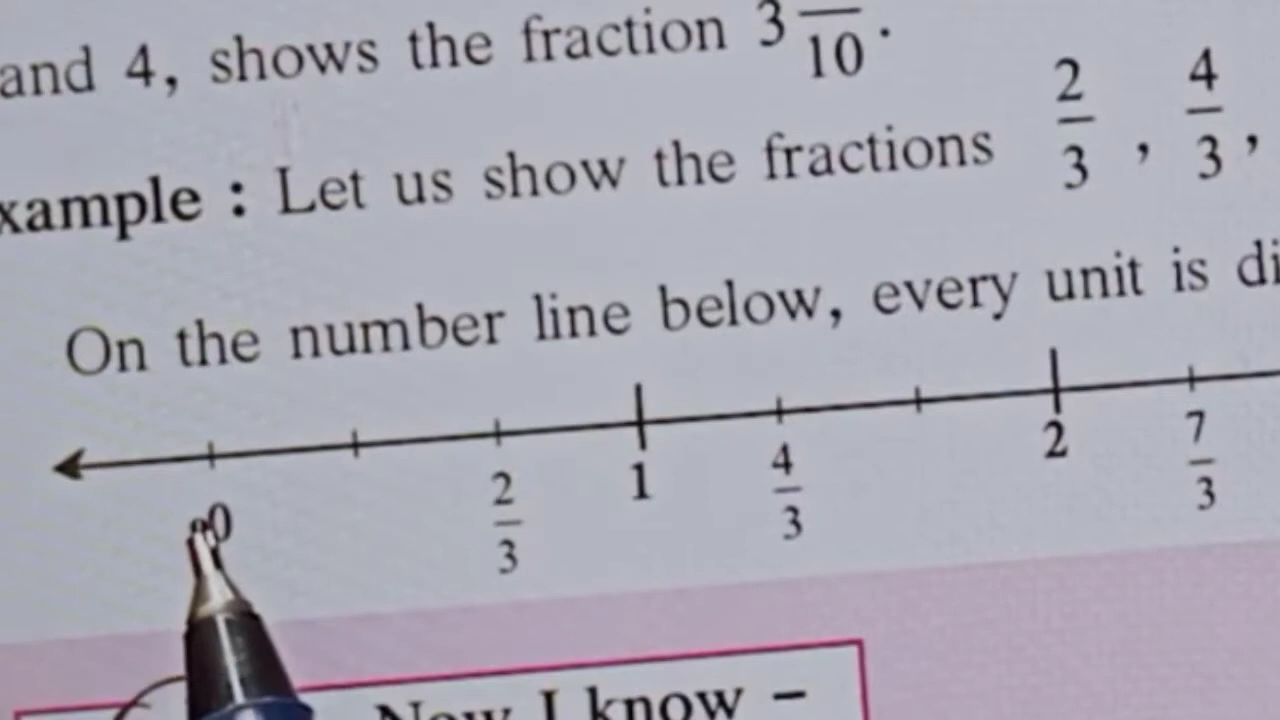 and 4, shows the fraction 3 —/10.
xample : Let us show the fractions 2/3, 4/3,
On the number line below, every unit is di
0 2/3 1 4/3 2 7/3
Now I know –